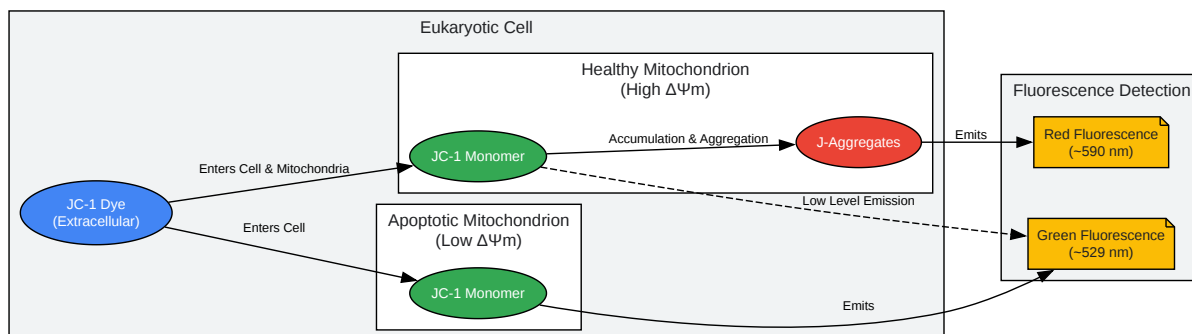 Eukaryotic Cell
Healthy Mitochondrion
(High ΔΨm)
Fluorescence Detection
JC-1 Monomer
Accumulation & Aggregation
J-Aggregates
Emits
Red Fluorescence
(~590 nm)
Enters Cell & Mitochondria
JC-1 Dye
(Extracellular)
Low Level Emission
Enters Cell
Apoptotic Mitochondrion
(Low ΔΨm)
Green Fluorescence
(~529 nm)
JC-1 Monomer
Emits